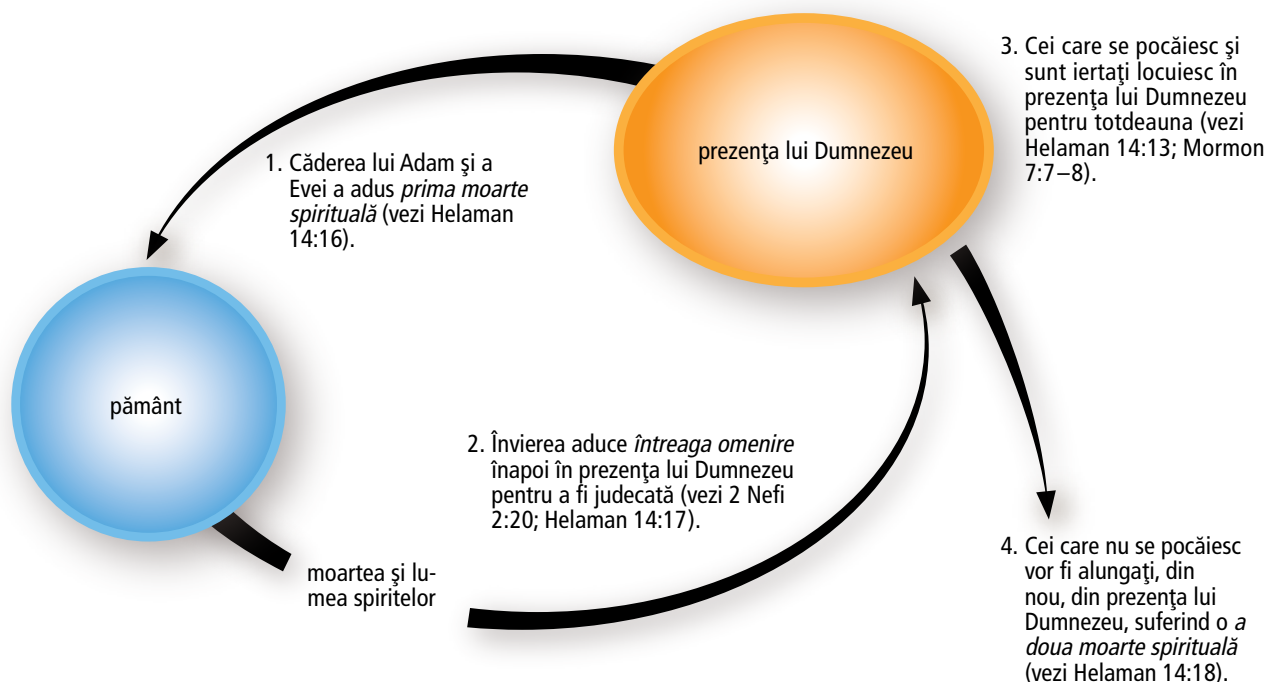 prezenţa lui Dumnezeu
1. Căderea lui Adam şi a
Evei a adus prima moarte
spirituală (vezi Helaman
14:16).
pământ
moartea şi lu-
mea spiritelor
2. Învierea aduce întreaga omenire
înapoi în prezenţa lui Dumnezeu
pentru a fi judecată (vezi 2 Nefi
2:20; Helaman 14:17).
3. Cei care se pocăiesc şi
sunt iertaţi locuiesc în
prezenţa lui Dumnezeu
pentru totdeauna (vezi
Helaman 14:13; Mormon
7:7–8).
4. Cei care nu se pocăiesc
vor fi alungaţi, din
nou, din prezenţa lui
Dumnezeu, suferind o a
doua moarte spirituală
(vezi Helaman 14:18).